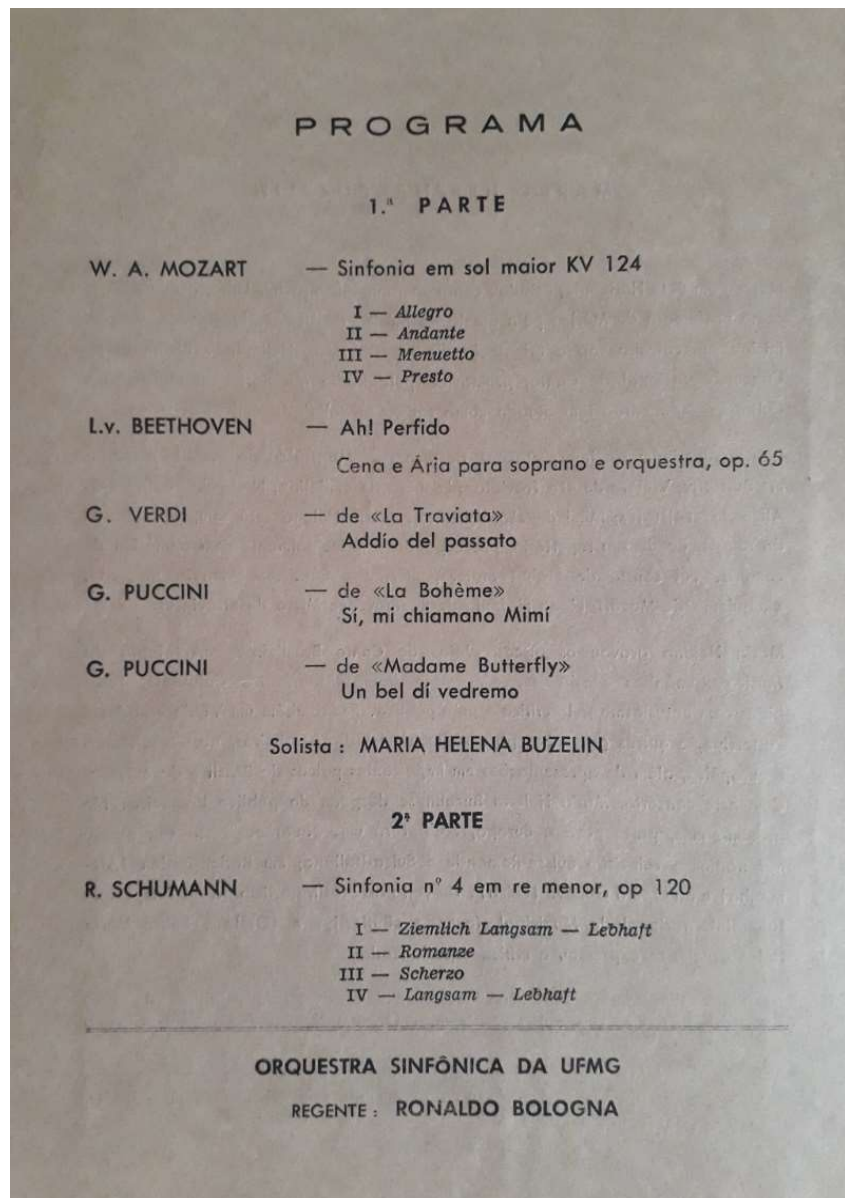 PROGRAMA
1.ª PARTE
W. A. MOZART — Sinfonia em sol maior KV 124
I — Allegro
II — Andante
III — Menuetto
IV — Presto
L.v. BEETHOVEN — Ah! Perfido
Cena e Ária para soprano e orquestra, op. 65
G. VERDI — de «La Traviata»
Addío del passato
G. PUCCINI — de «La Bohème»
Sí, mi chiamano Mimí
G. PUCCINI — de «Madame Butterfly»
Un bel dí vedremo
Solista : MARIA HELENA BUZELIN
2ª PARTE
R. SCHUMANN — Sinfonia nº 4 em re menor, op 120
I — Ziemlich Langsam — Lebhaft
II — Romanze
III — Scherzo
IV — Langsam — Lebhaft
ORQUESTRA SINFÔNICA DA UFMG
REGENTE : RONALDO BOLOGNA